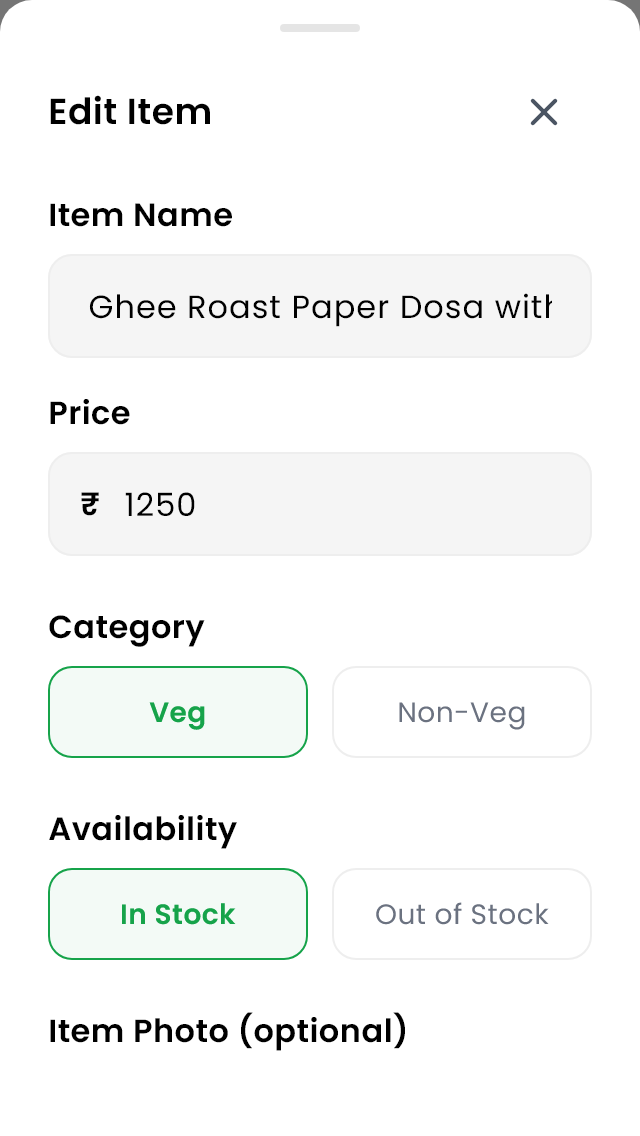 Edit Item
Item Name
Ghee Roast Paper Dosa
Price
₹ 1250
Category
Veg Non-Veg
Availability
In Stock Out of Stock
Item Photo (optional)